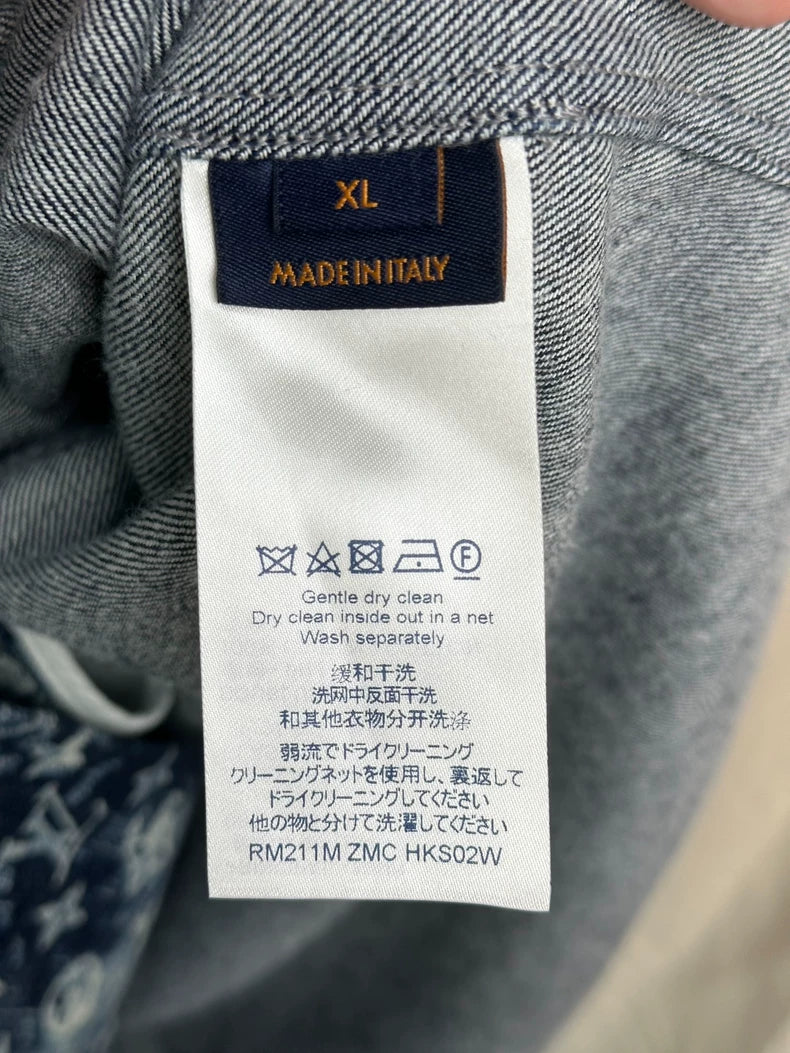 XL
MADE IN ITALY
F
Gentle dry clean
Dry clean inside out in a net
Wash separately
缓和干洗
洗网中反面干洗
和其他衣物分开洗涤
弱流でドライクリーニング
クリーニングネットを使用し、裏返して
ドライクリーニングしてください
他の物と分けて洗濯してください
RM211M ZMC HKS02W